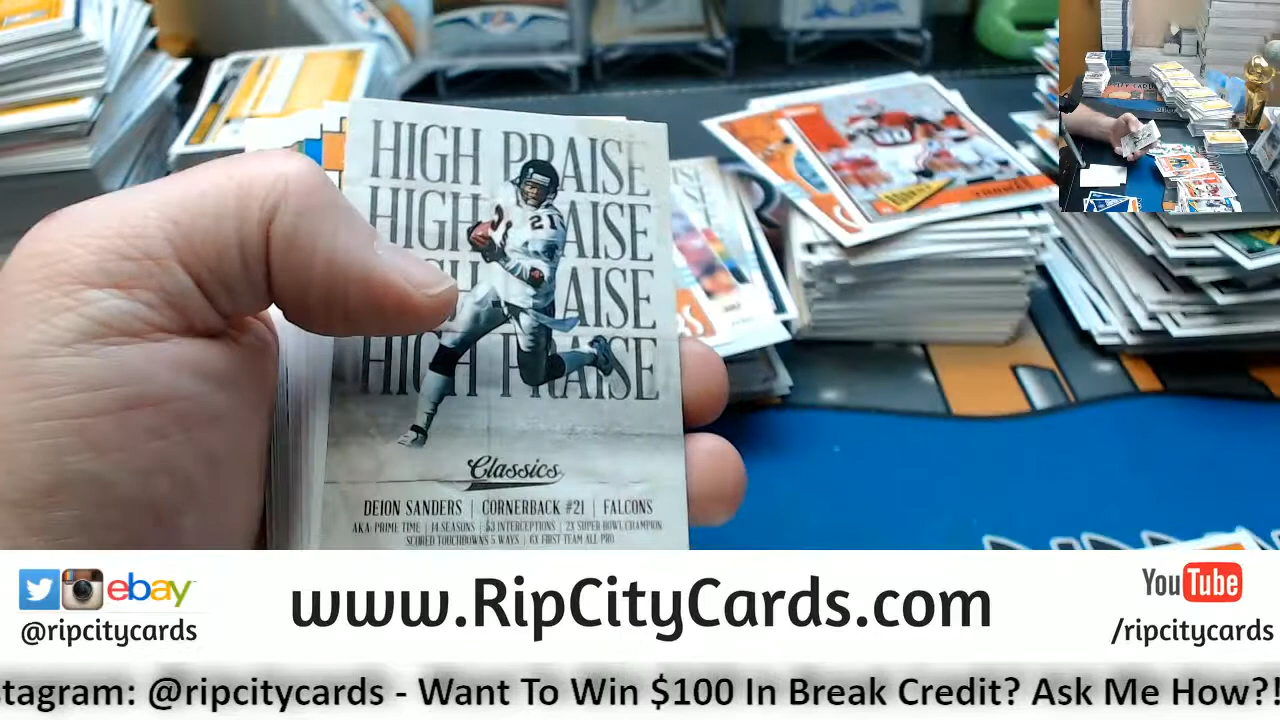 HIGH PRAISE
HIGH PRAISE
HIGH PRAISE
HIGH PRAISE
21
Classics
DEION SANDERS | CORNERBACK #21 | FALCONS
AKA: PRIME TIME | 14 SEASONS | 53 INTERCEPTIONS | 2X SUPER BOWL CHAMPION
SCORED TOUCHDOWNS 5 WAYS | 6X FIRST TEAM ALL-PRO
ebay
@ripcitycards
www.RipCityCards.com
YouTube
/ripcitycards
stagram: @ripcitycards - Want To Win $100 In Break Credit? Ask Me How?!